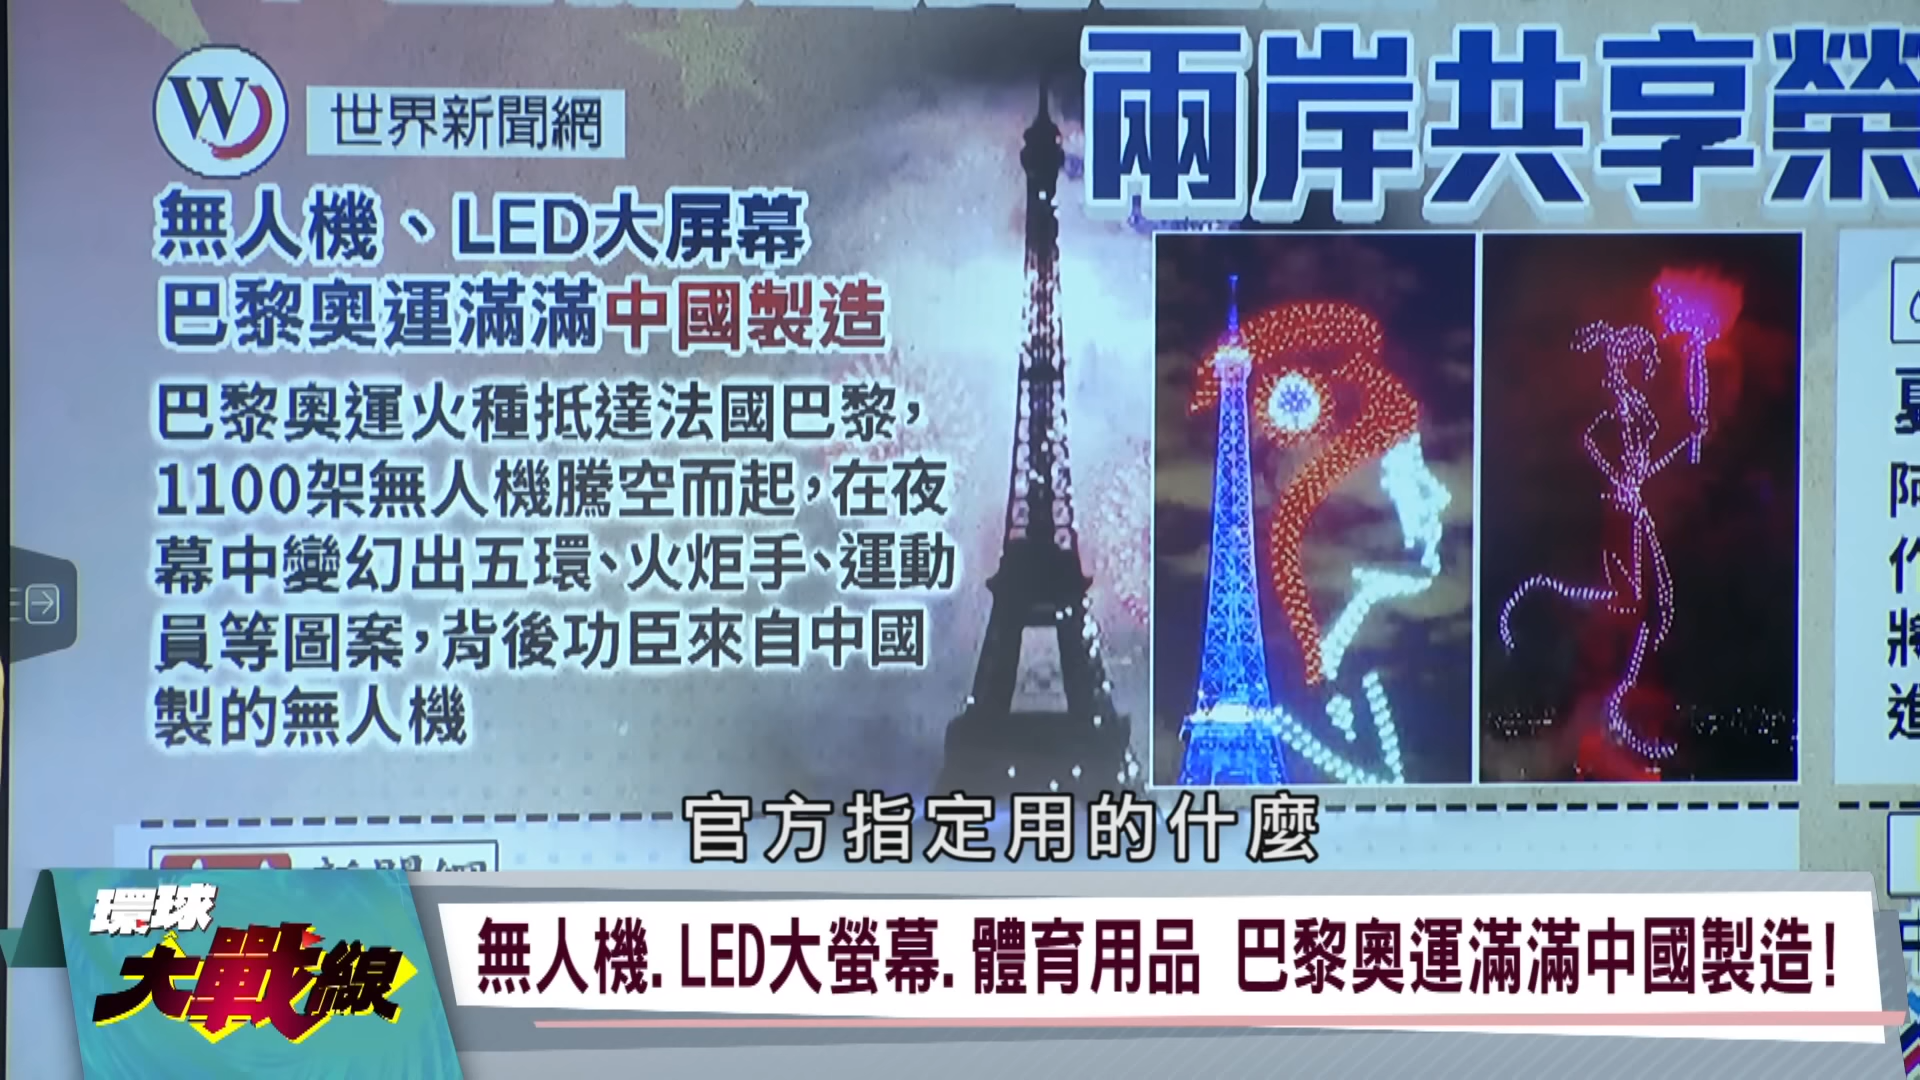 W
世界新聞網
兩岸共享榮
無人機、LED大屏幕
巴黎奧運滿滿中國製造
巴黎奧運火種抵達法國巴黎，
1100架無人機騰空而起，在夜
幕中變幻出五環、火炬手、運動
員等圖案，背後功臣來自中國
製的無人機
夏
阿
作
將
進
官方指定用的什麼
環球
大戰線
無人機.LED大螢幕.體育用品 巴黎奧運滿滿中國製造!